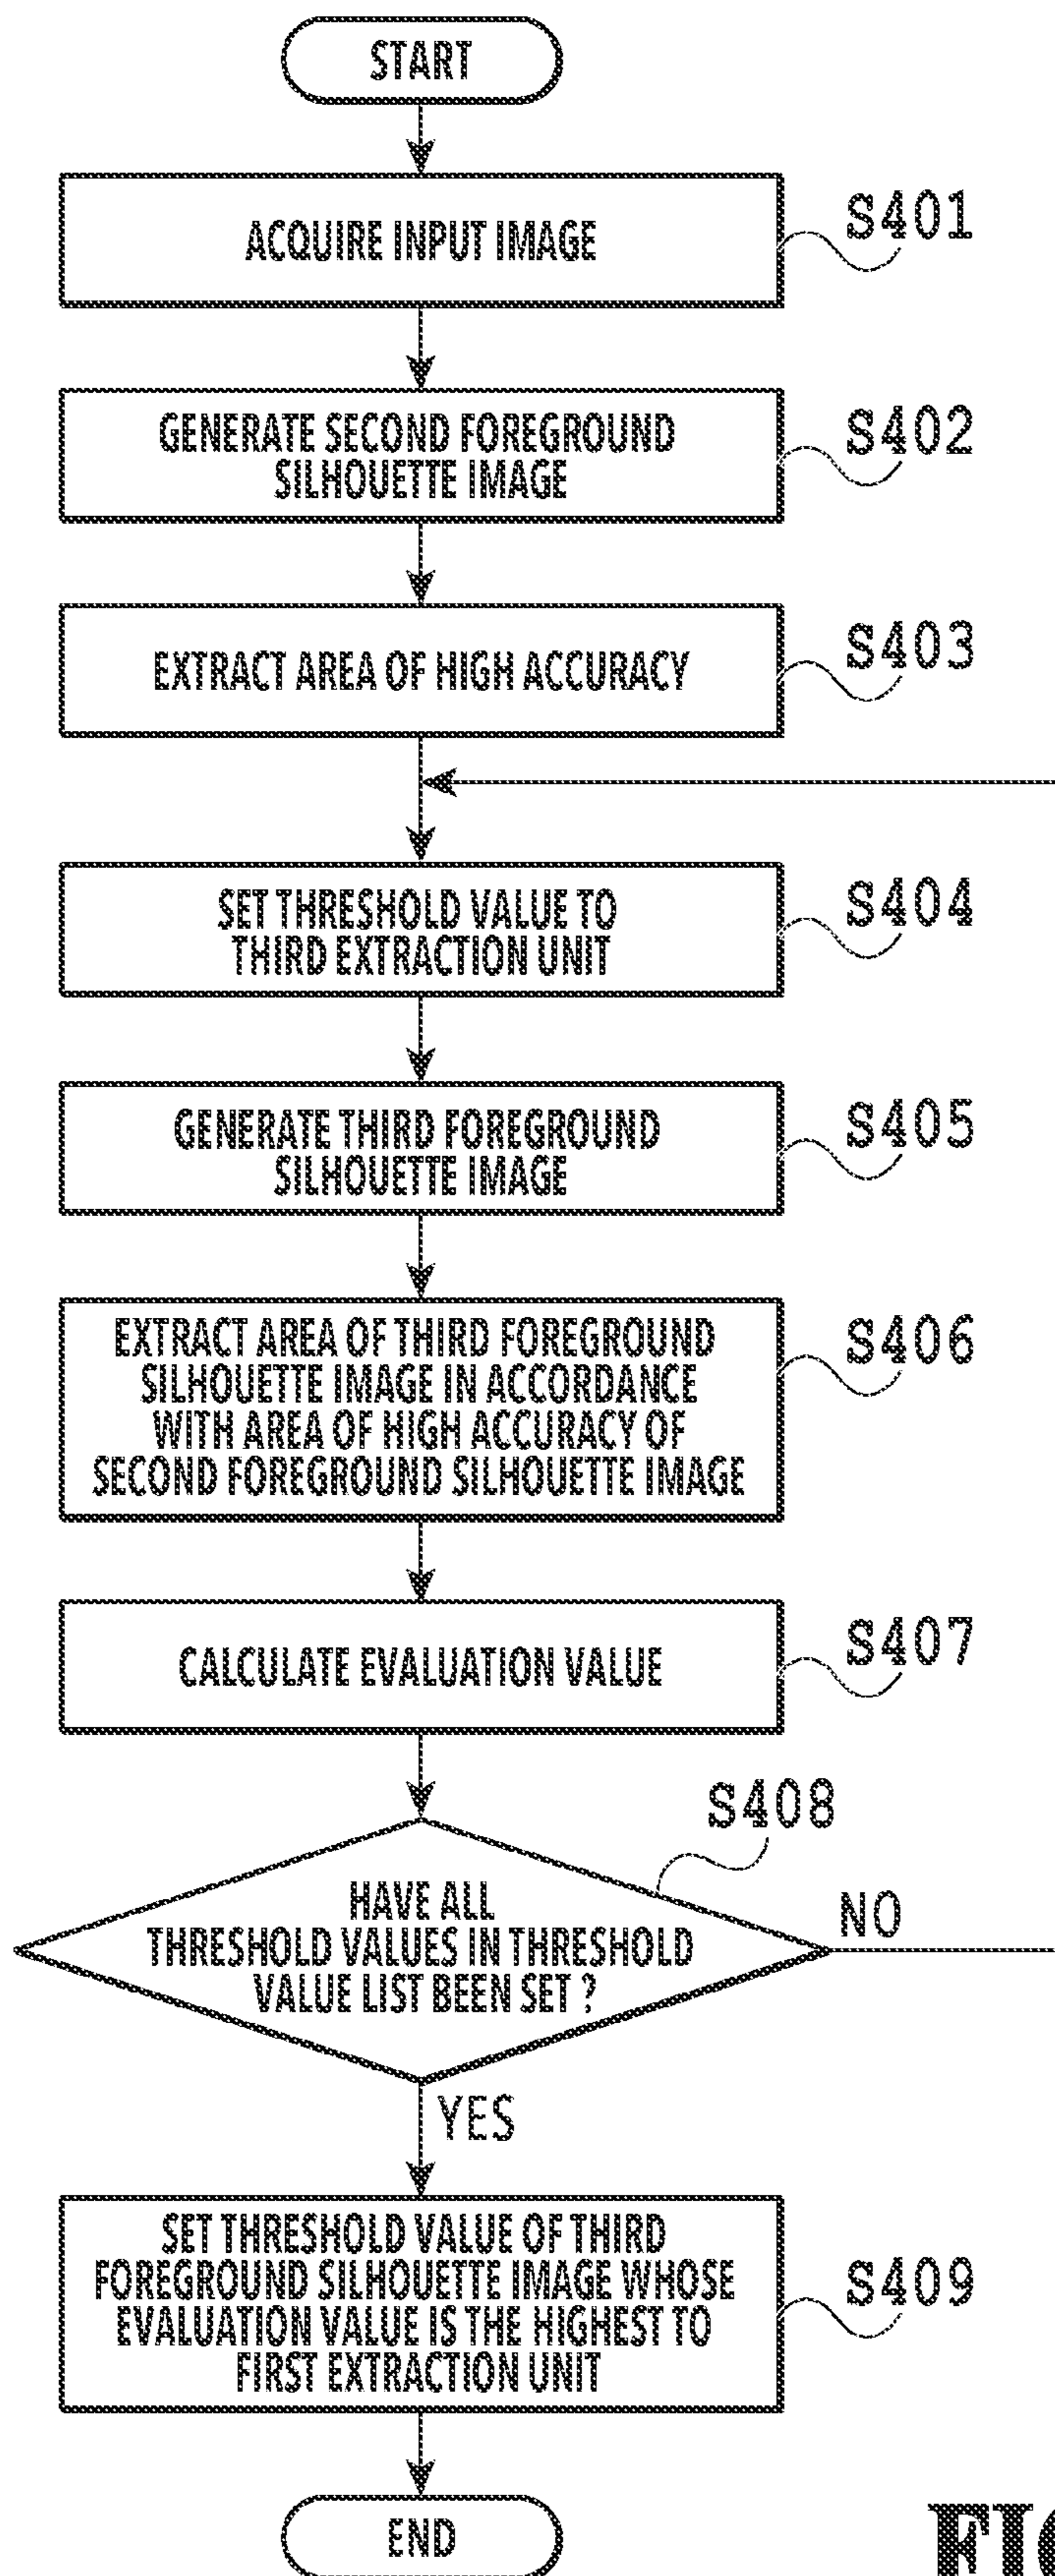 START
ACQUIRE INPUT IMAGE
S401
GENERATE SECOND FOREGROUND
SILHOUETTE IMAGE
S402
EXTRACT AREA OF HIGH ACCURACY
S403
SET THRESHOLD VALUE TO
THIRD EXTRACTION UNIT
S404
GENERATE THIRD FOREGROUND
SILHOUETTE IMAGE
S405
EXTRACT AREA OF THIRD FOREGROUND
SILHOUETTE IMAGE IN ACCORDANCE
WITH AREA OF HIGH ACCURACY OF
SECOND FOREGROUND SILHOUETTE IMAGE
S406
CALCULATE EVALUATION VALUE
S407
S408
HAVE ALL
THRESHOLD VALUES IN THRESHOLD
VALUE LIST BEEN SET ?
NO
YES
SET THRESHOLD VALUE OF THIRD
FOREGROUND SILHOUETTE IMAGE WHOSE
EVALUATION VALUE IS THE HIGHEST TO
FIRST EXTRACTION UNIT
S409
END